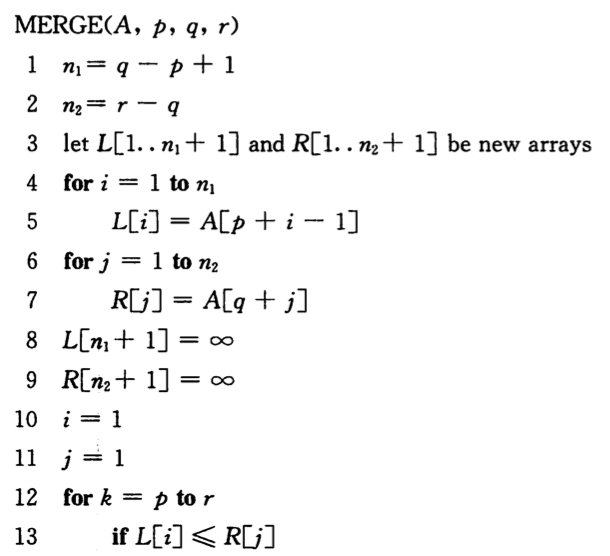 MERGE(A, p, q, r)
1 n₁ = q − p + 1
2 n₂ = r − q
3 let L[1..n₁ + 1] and R[1..n₂ + 1] be new arrays
4 for i = 1 to n₁
5 L[i] = A[p + i − 1]
6 for j = 1 to n₂
7 R[j] = A[q + j]
8 L[n₁ + 1] = ∞
9 R[n₂ + 1] = ∞
10 i = 1
11 j = 1
12 for k = p to r
13 if L[i] ⩽ R[j]